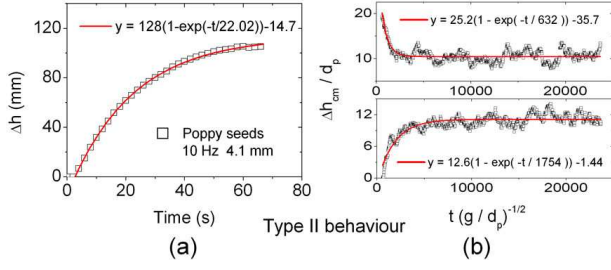 (a)
y = 128(1-exp(-t/22.02))-14.7
Δh (mm)
120
80
40
0
Poppy seeds
10 Hz 4.1 mm
0 20 40 60 80
Time (s)
(b)
y = 25.2(1 - exp( -t / 632 )) -35.7
20
15
10
Δh_cm / d_p
12
8
4
0
y = 12.6(1 - exp( -t / 1754 )) -1.44
0 10000 20000
t (g / d_p)^-1/2
Type II behaviour
(a) (b)